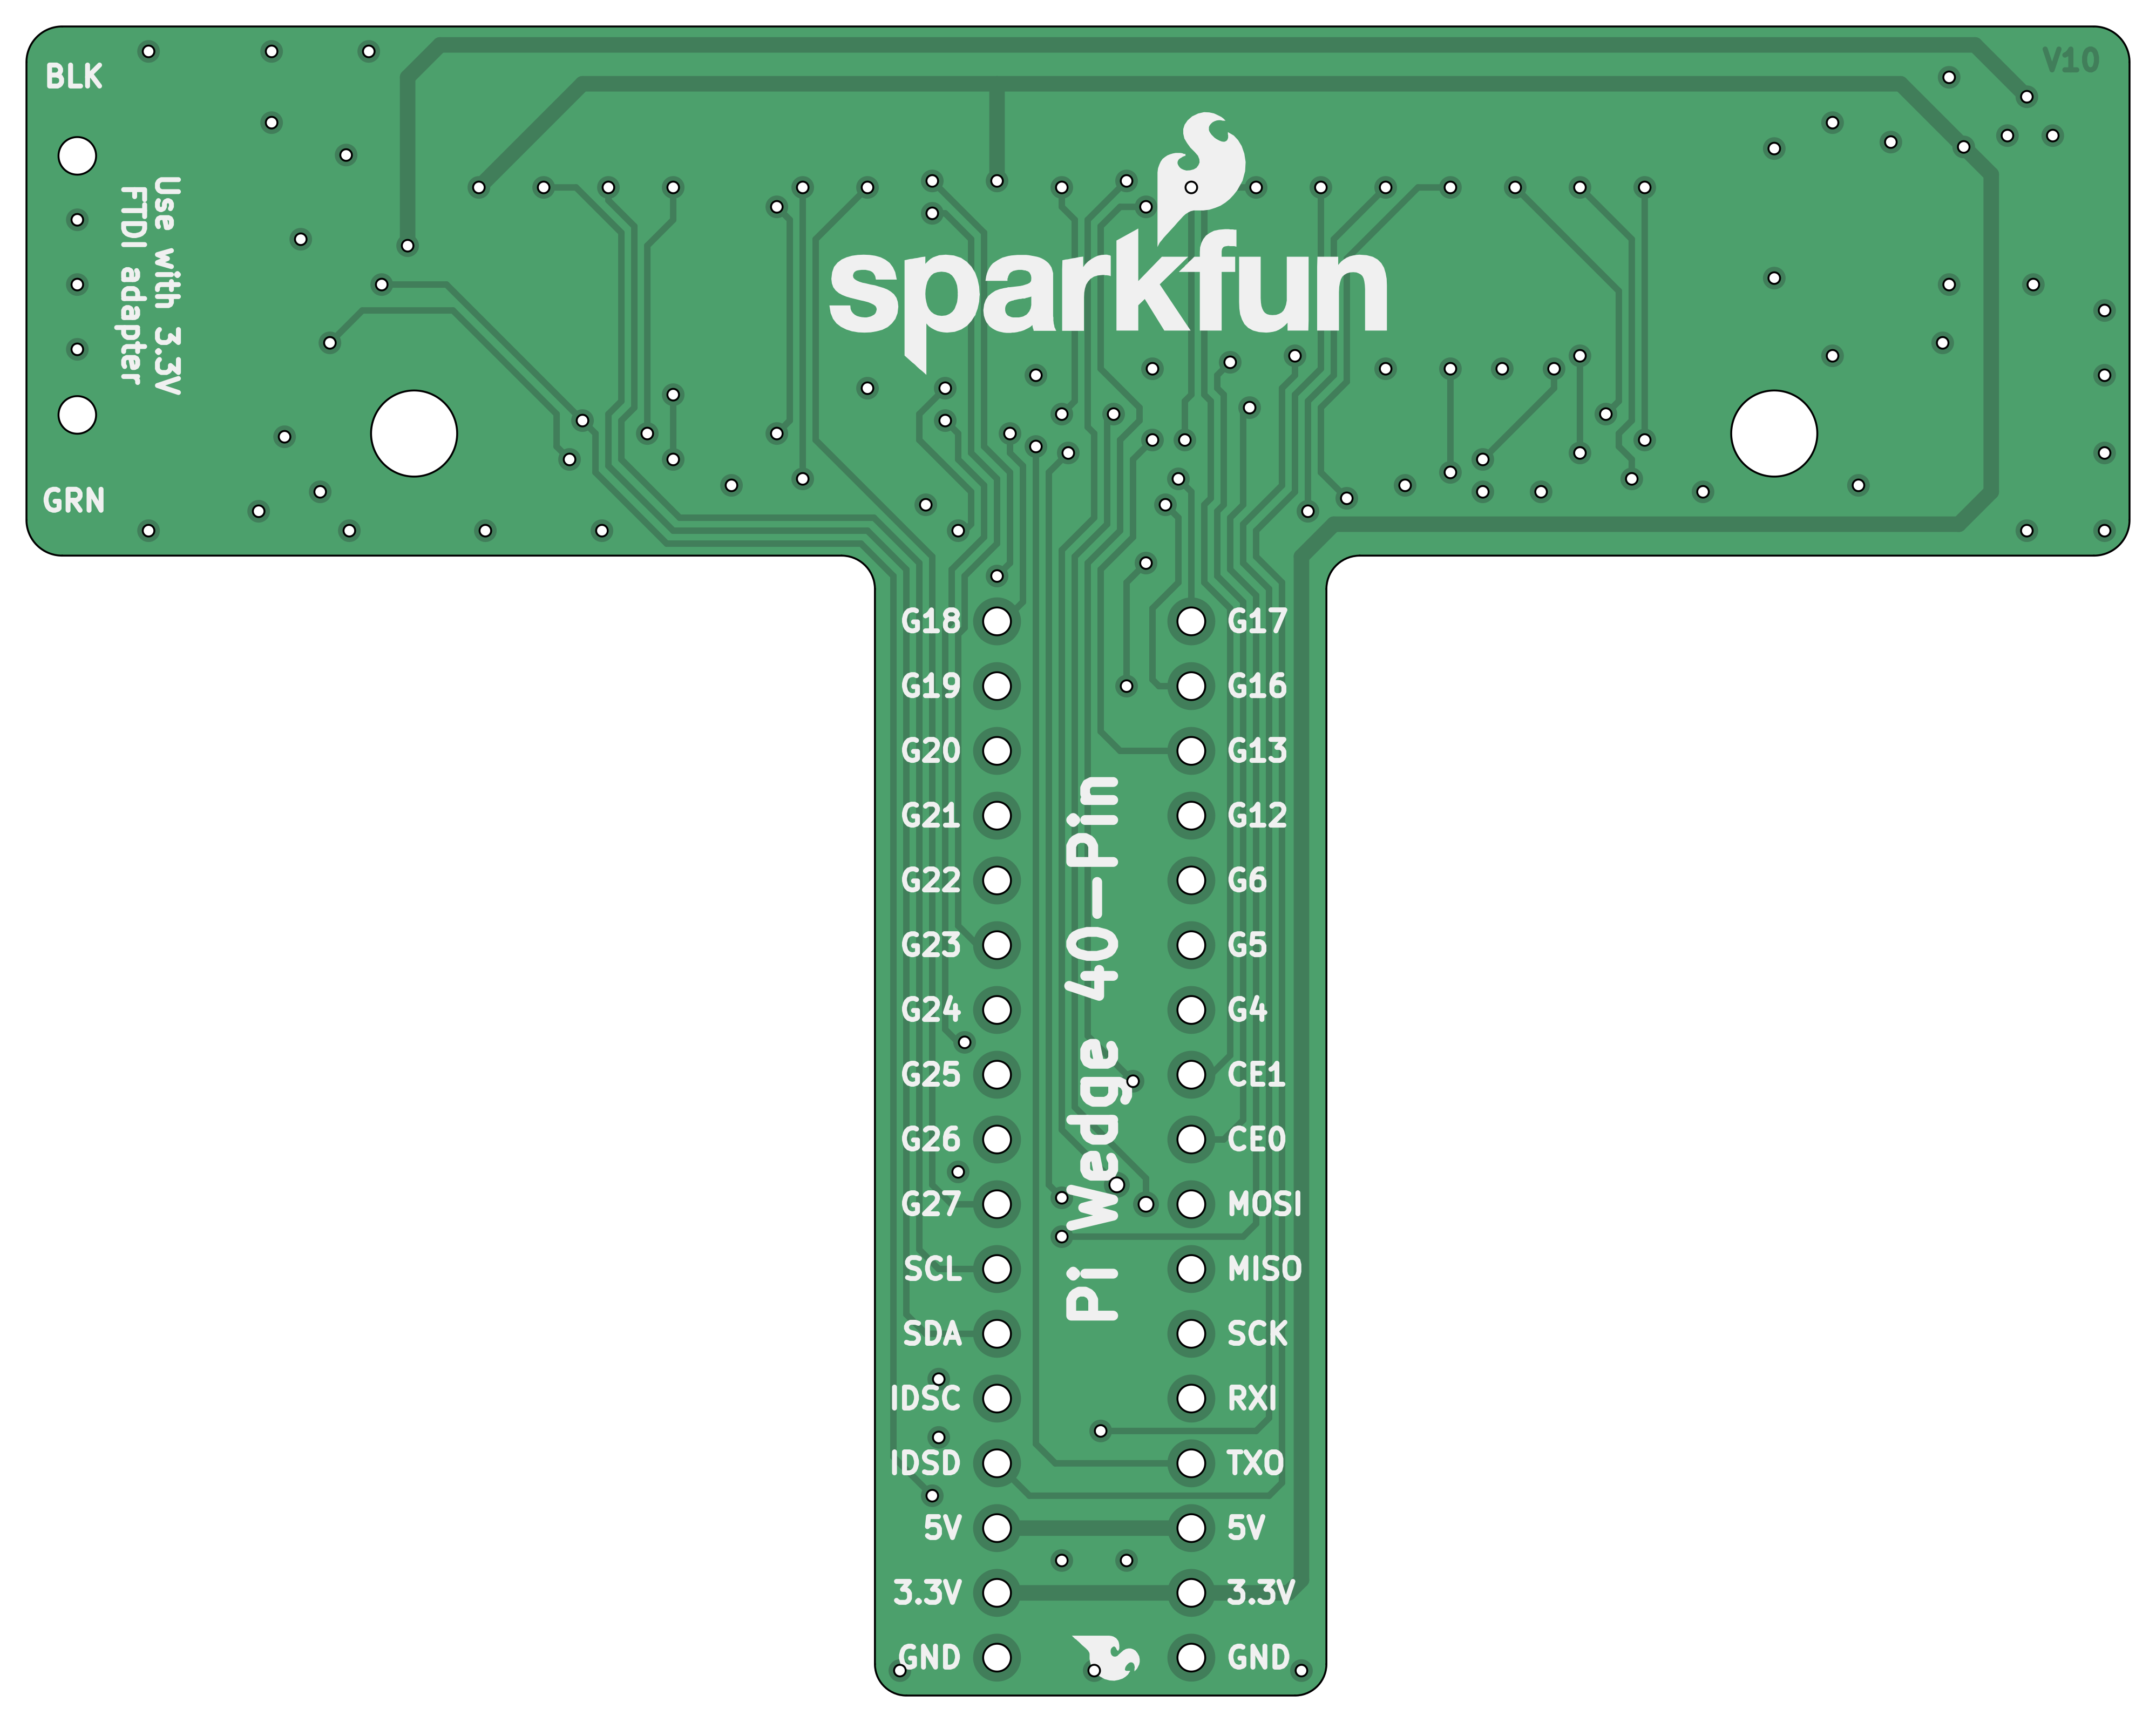 BLK
V10
Use with 3.3V
FTDI adapter
sparkfun
GRN
G18 G17
G19 G16
G20 G13
G21 G12
G22 G6
G23 G5
G24 G4
G25 CE1
G26 CE0
G27 MOSI
SCL MISO
SDA SCK
IDSC RXI
IDSD TXO
5V 5V
3.3V 3.3V
GND GND
Pi Wedge 40-Pin